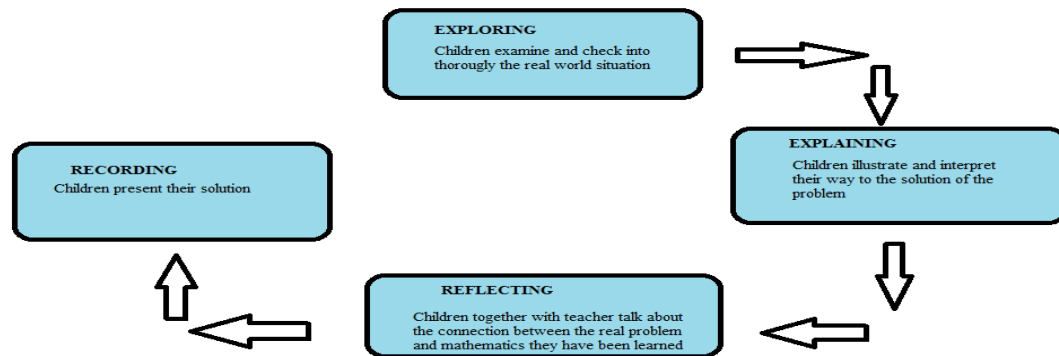 EXPLORING
Children examine and check into
thorougly the real world situation
EXPLAINING
Children illustrate and interpret
their way to the solution of the
problem
REFLECTING
Children together with teacher talk about
the connection between the real problem
and mathematics they have been learned
RECORDING
Children present their solution